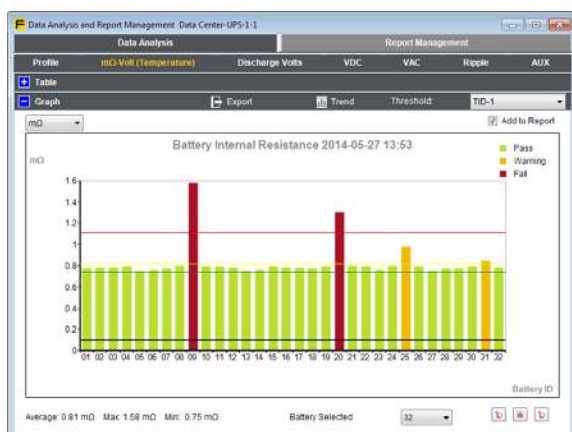 Data Analysis and Report Management Data Center-UPS-1-1
Data Analysis Report Management
Profile mΩ-Volt (Temperature) Discharge Volts VDC VAC Ripple AUX
Table
Graph Export Trend Threshold: TID-1
mΩ Add to Report
Battery Internal Resistance 2014-05-27 13:53
mΩ
Pass
Warning
Fail
1.6
1.4
1.2
1
0.8
0.6
0.4
0.2
0
01 02 03 04 05 06 07 08 09 10 11 12 13 14 15 16 17 18 19 20 21 22 23 24 25 26 27 28 29 30 31 32
Battery ID
Average: 0.81 mΩ Max: 1.58 mΩ Min: 0.75 mΩ Battery Selected 32